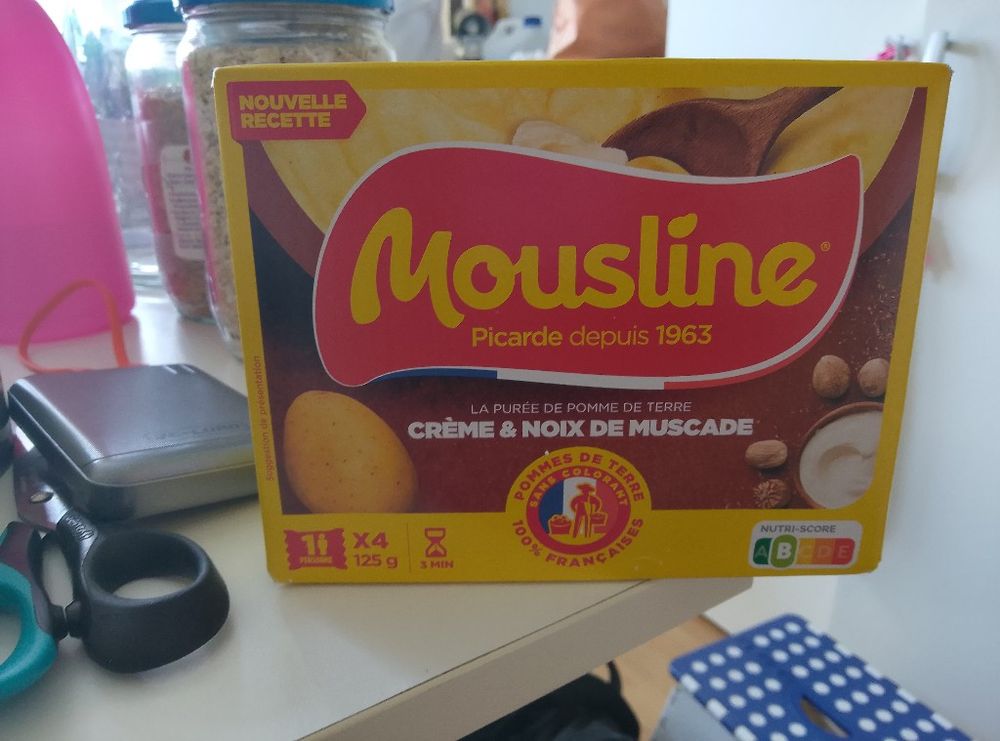 NOUVELLE
RECETTE
Mousline®
Picarde depuis 1963
LA PURÉE DE POMME DE TERRE
CRÈME & NOIX DE MUSCADE
Suggestion de présentation
POMMES DE TERRE
SANS COLORANT
100% FRANÇAISES
1
X4
125 g
3 MIN
NUTRI-SCORE
A B C D E